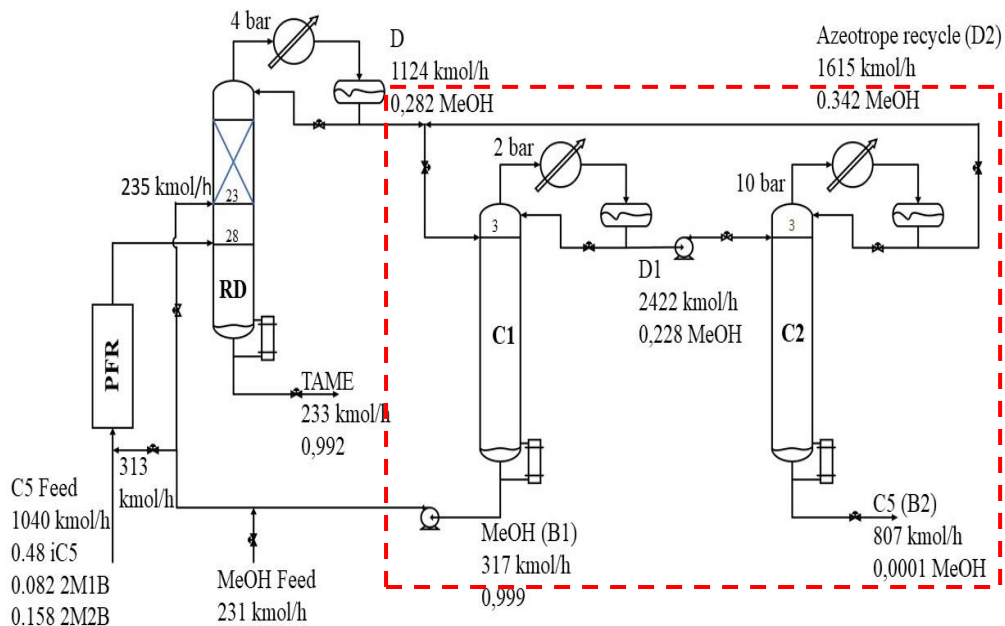 4 bar
D
1124 kmol/h
0,282 MeOH
Azeotrope recycle (D2)
1615 kmol/h
0.342 MeOH
2 bar
10 bar
235 kmol/h
23
28
3
3
RD
PFR
C1
C2
D1
2422 kmol/h
0,228 MeOH
TAME
233 kmol/h
0,992
313
kmol/h
C5 Feed
1040 kmol/h
0.48 iC5
0.082 2M1B
0.158 2M2B
MeOH Feed
231 kmol/h
MeOH (B1)
317 kmol/h
0,999
C5 (B2)
807 kmol/h
0,0001 MeOH